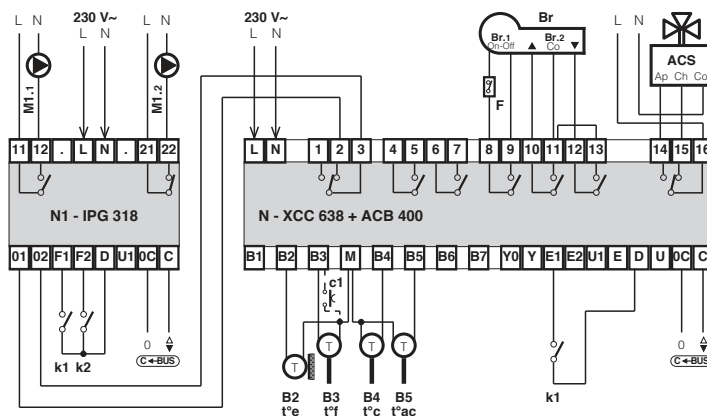 L N 230 V~ L N 230 V~ Br L N
L N L N Br.1 Br.2
On-Off Co
M1.1 M1.2 F ACS
Ap Ch Co
11 12 . L N . 21 22 L N 1 2 3 4 5 6 7 8 9 10 11 12 13 14 15 16
N1 - IPG 318 N - XCC 638 + ACB 400
01 02 F1 F2 D U1 0C C B1 B2 B3 M B4 B5 B6 B7 Y0 Y E1 E2 U1 E D U 0C C
c1
0 T T T T 0
k1 k2 C BUS k1 C BUS
B2 B3 B4 B5
t°e t°f t°c t°ac